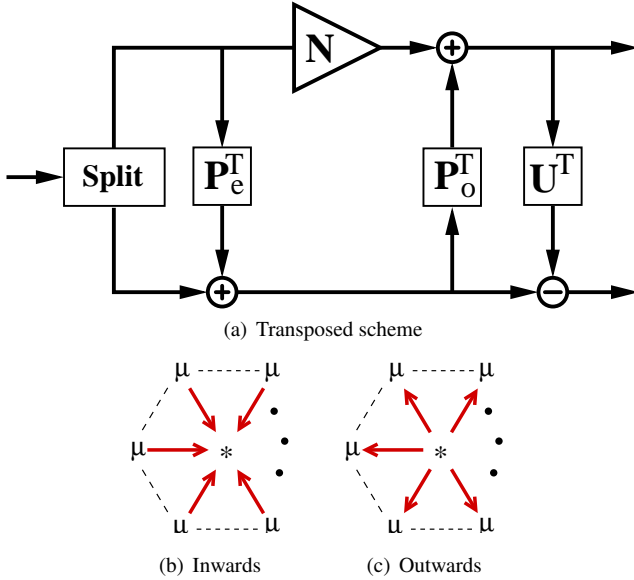 N
+
Split
P_e^T
P_o^T
U^T
+
−
(a) Transposed scheme
μ μ
μ *
μ μ
(b) Inwards
μ μ
μ *
μ μ
(c) Outwards